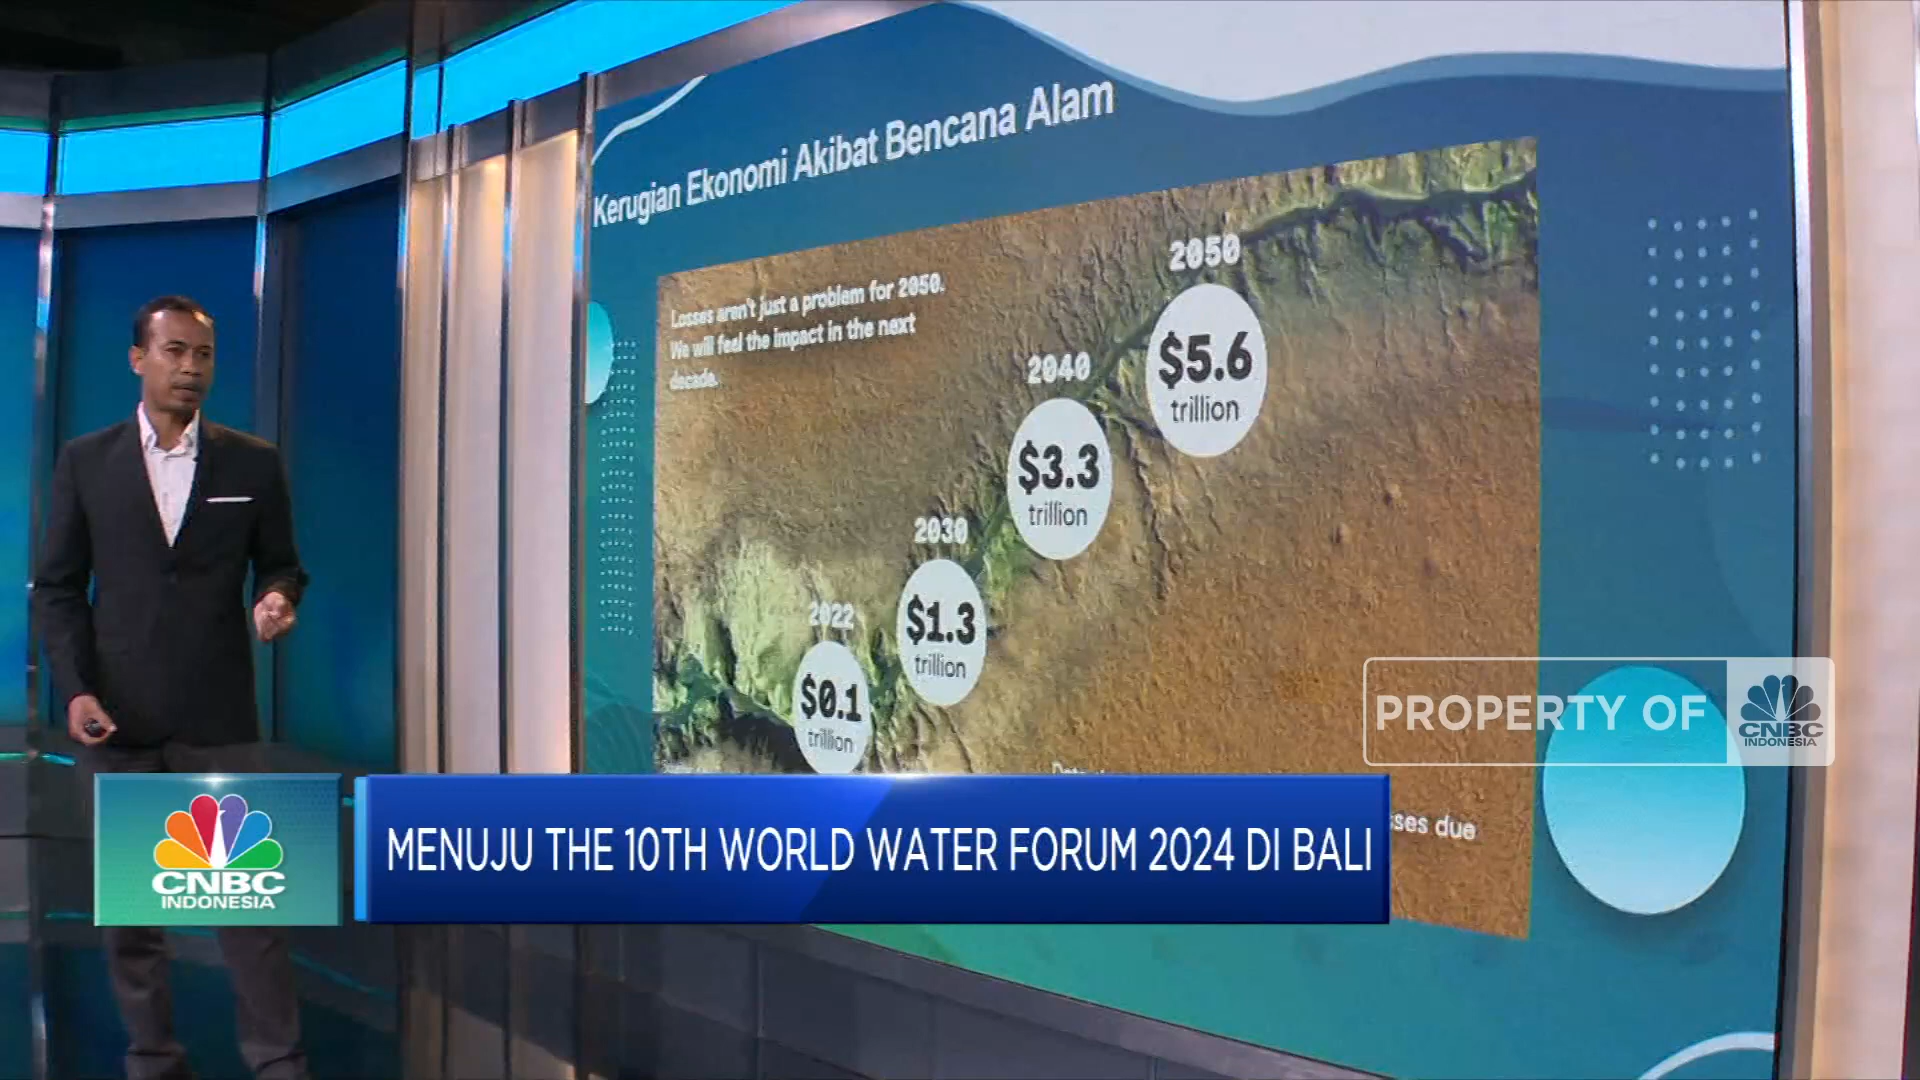 Kerugian Ekonomi Akibat Bencana Alam
Losses aren't just a problem for 2050.
We will feel the impact in the next
decade.
2050
$5.6
trillion
2040
$3.3
trillion
2030
$1.3
trillion
2022
$0.1
trillion
PROPERTY OF
CNBC
INDONESIA
sses due
MENUJU THE 10TH WORLD WATER FORUM 2024 DI BALI
CNBC
INDONESIA